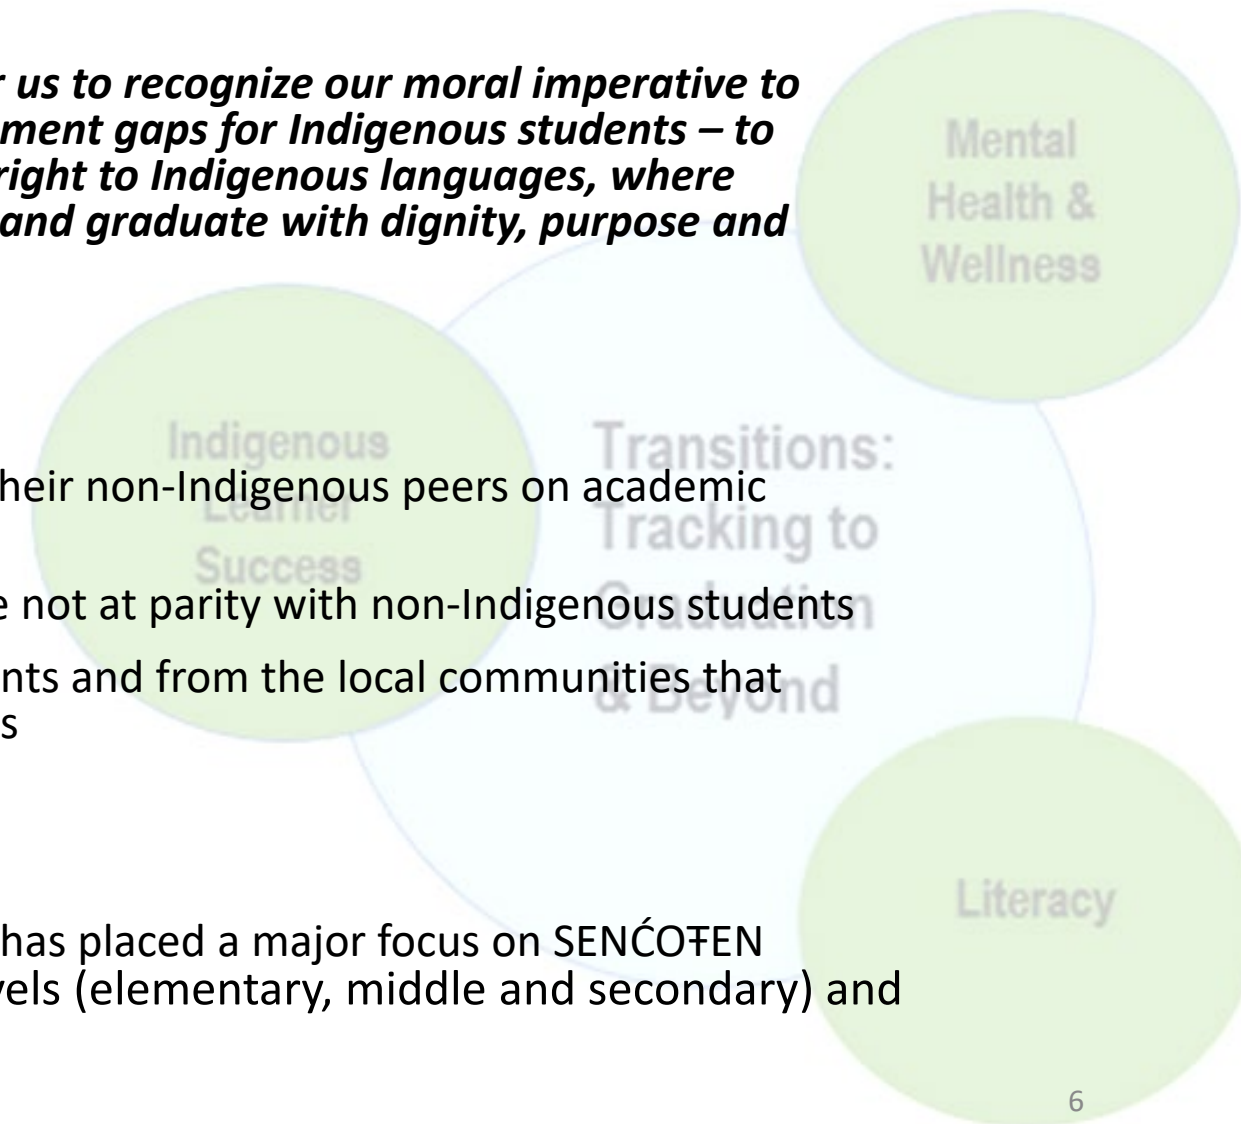 r us to recognize our moral imperative to
ment gaps for Indigenous students – to
right to Indigenous languages, where
and graduate with dignity, purpose and
Mental
Health &
Wellness
Indigenous
Learner
Success
Transitions:
Tracking to
Graduation
& Beyond
heir non-Indigenous peers on academic
e not at parity with non-Indigenous students
nts and from the local communities that
s
Literacy
has placed a major focus on SENĆOŦEN
vels (elementary, middle and secondary) and
6